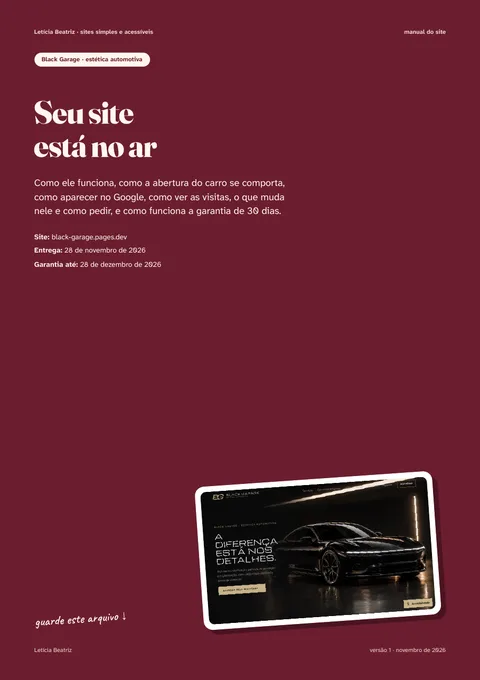 Letícia Beatriz · sites simples e acessíveis
manual do site
Black Garage · estética automotiva
Seu site
está no ar
Como ele funciona, como a abertura do carro se comporta,
como aparecer no Google, como ver as visitas, o que muda
nele e como pedir, e como funciona a garantia de 30 dias.
Site: black-garage.pages.dev
Entrega: 28 de novembro de 2026
Garantia até: 28 de dezembro de 2026
BLACK GARAGE
A
DIFERENÇA
ESTÁ NOS
DETALHES.
guarde este arquivo ↓
Letícia Beatriz
versão 1 · novembro de 2026